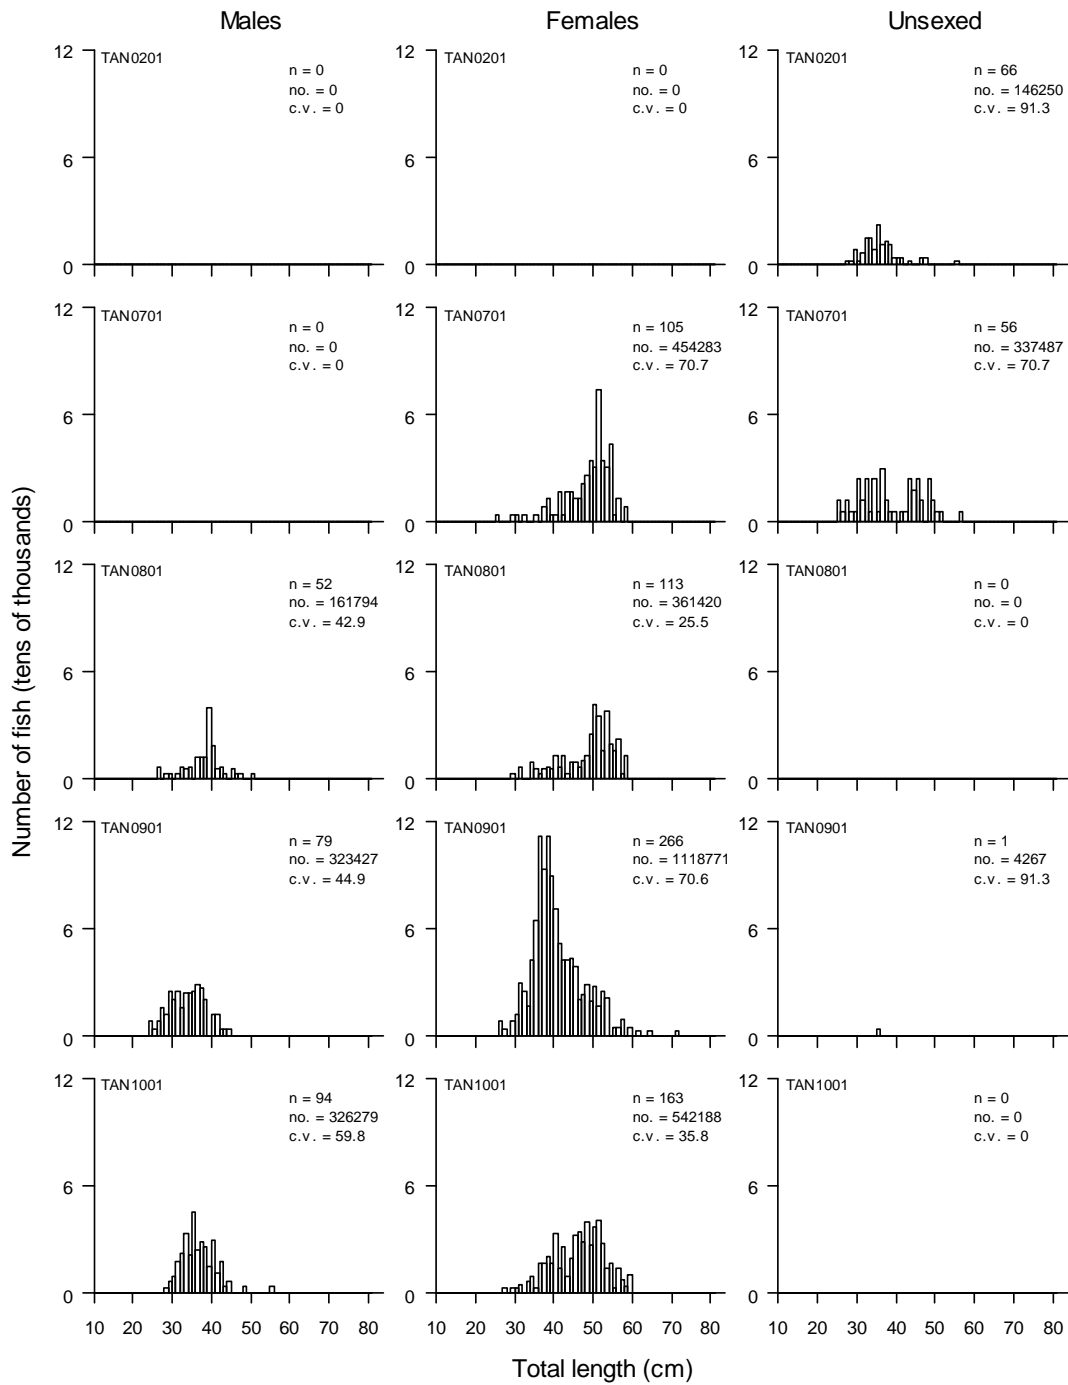 Males Females Unsexed
12 TAN0201 TAN0201 TAN0201
n = 0 n = 0 n = 66
no. = 0 no. = 0 no. = 146250
c.v. = 0 c.v. = 0 c.v. = 91.3
6 6 6
0 0 0
12 TAN0701 12 TAN0701 12 TAN0701
n = 0 n = 105 n = 56
no. = 0 no. = 454283 no. = 337487
c.v. = 0 c.v. = 70.7 c.v. = 70.7
6 6 6
0 0 0
12 TAN0801 12 TAN0801 12 TAN0801
n = 52 n = 113 n = 0
no. = 161794 no. = 361420 no. = 0
c.v. = 42.9 c.v. = 25.5 c.v. = 0
6 6 6
0 0 0
12 TAN0901 12 TAN0901 12 TAN0901
n = 79 n = 266 n = 1
no. = 323427 no. = 1118771 no. = 4267
c.v. = 44.9 c.v. = 70.6 c.v. = 91.3
6 6 6
0 0 0
12 TAN1001 12 TAN1001 12 TAN1001
n = 94 n = 163 n = 0
no. = 326279 no. = 542188 no. = 0
c.v. = 59.8 c.v. = 35.8 c.v. = 0
6 6 6
0 0 0
10 20 30 40 50 60 70 80 10 20 30 40 50 60 70 80 10 20 30 40 50 60 70 80
Number of fish (tens of thousands)
Total length (cm)